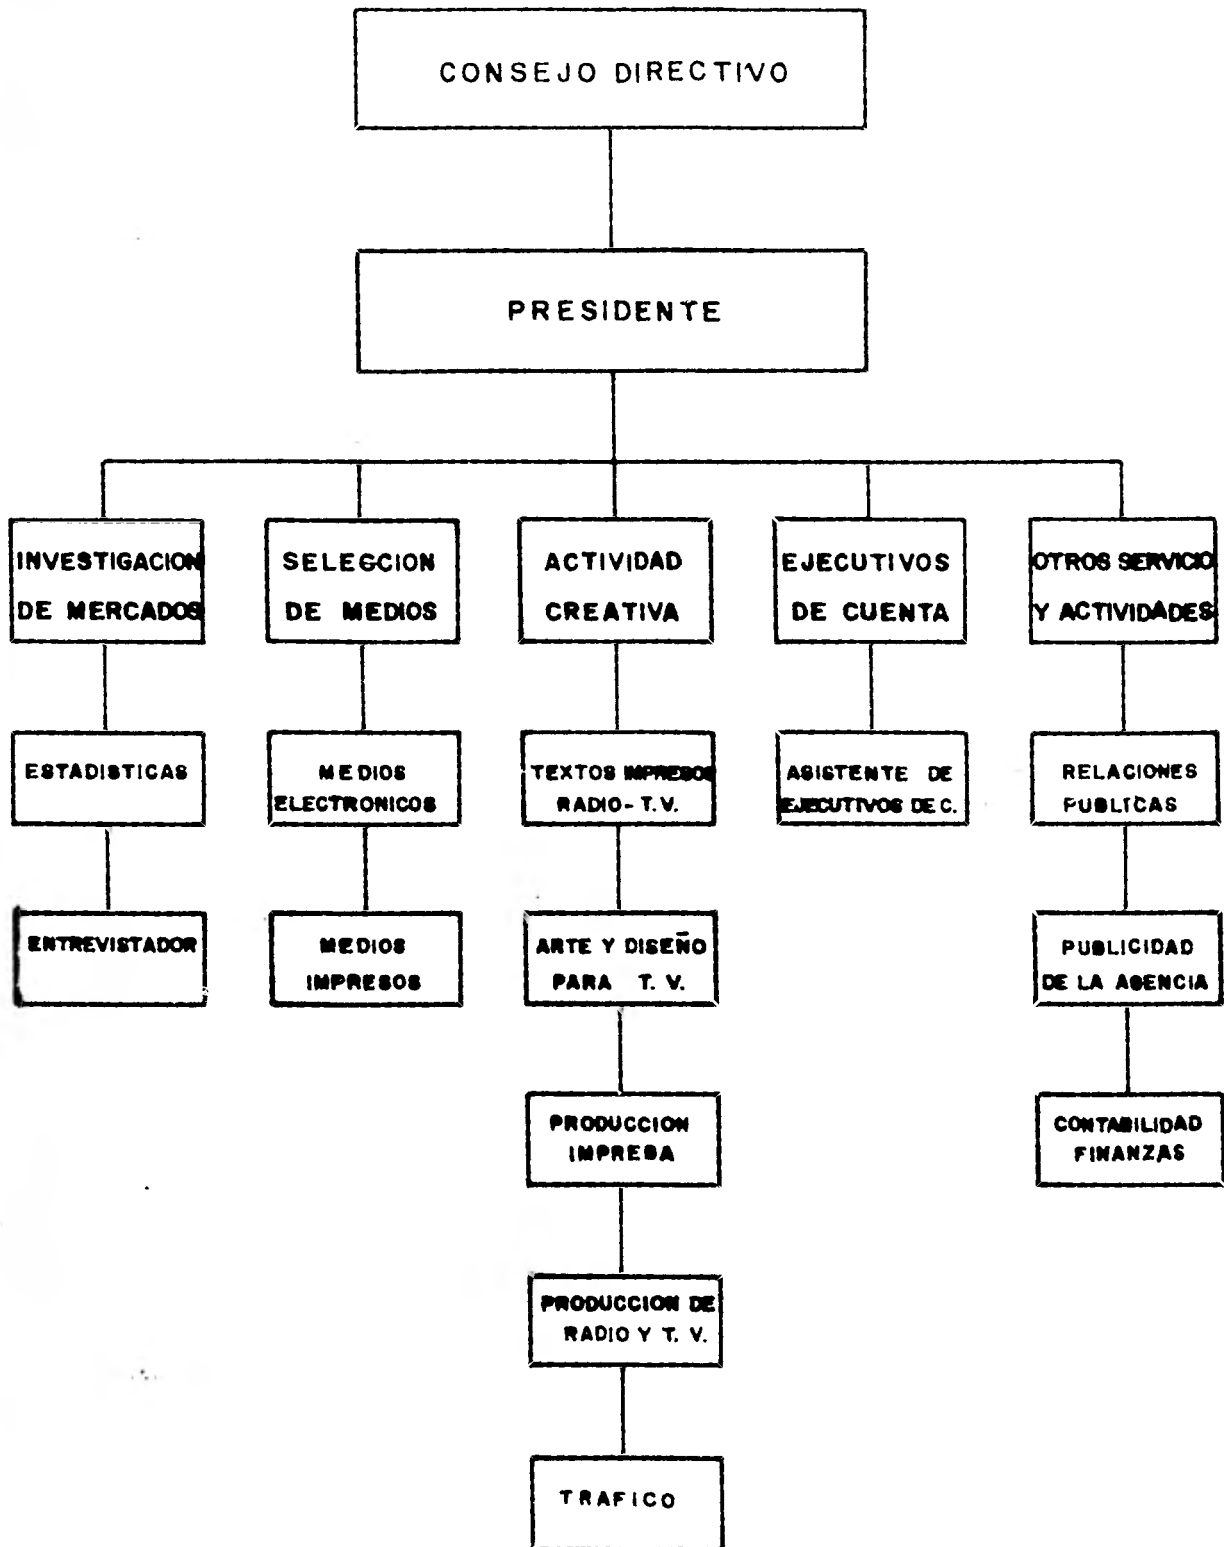 CONSEJO DIRECTIVO
PRESIDENTE
INVESTIGACION
DE MERCADOS
SELECCION
DE MEDIOS
ACTIVIDAD
CREATIVA
EJECUTIVOS
DE CUENTA
OTROS SERVICIO
Y ACTIVIDADES
ESTADISTICAS
MEDIOS
ELECTRONICOS
TEXTOS IMPRESOS
RADIO-T.V.
ASISTENTE DE
EJECUTIVOS DE C.
RELACIONES
PUBLICAS
ENTREVISTADOR
MEDIOS
IMPRESOS
ARTE Y DISEÑO
PARA T. V.
PUBLICIDAD
DE LA AGENCIA
PRODUCCION
IMPRESA
CONTABILIDAD
FINANZAS
PRODUCCION DE
RADIO Y T. V.
TRAFICO